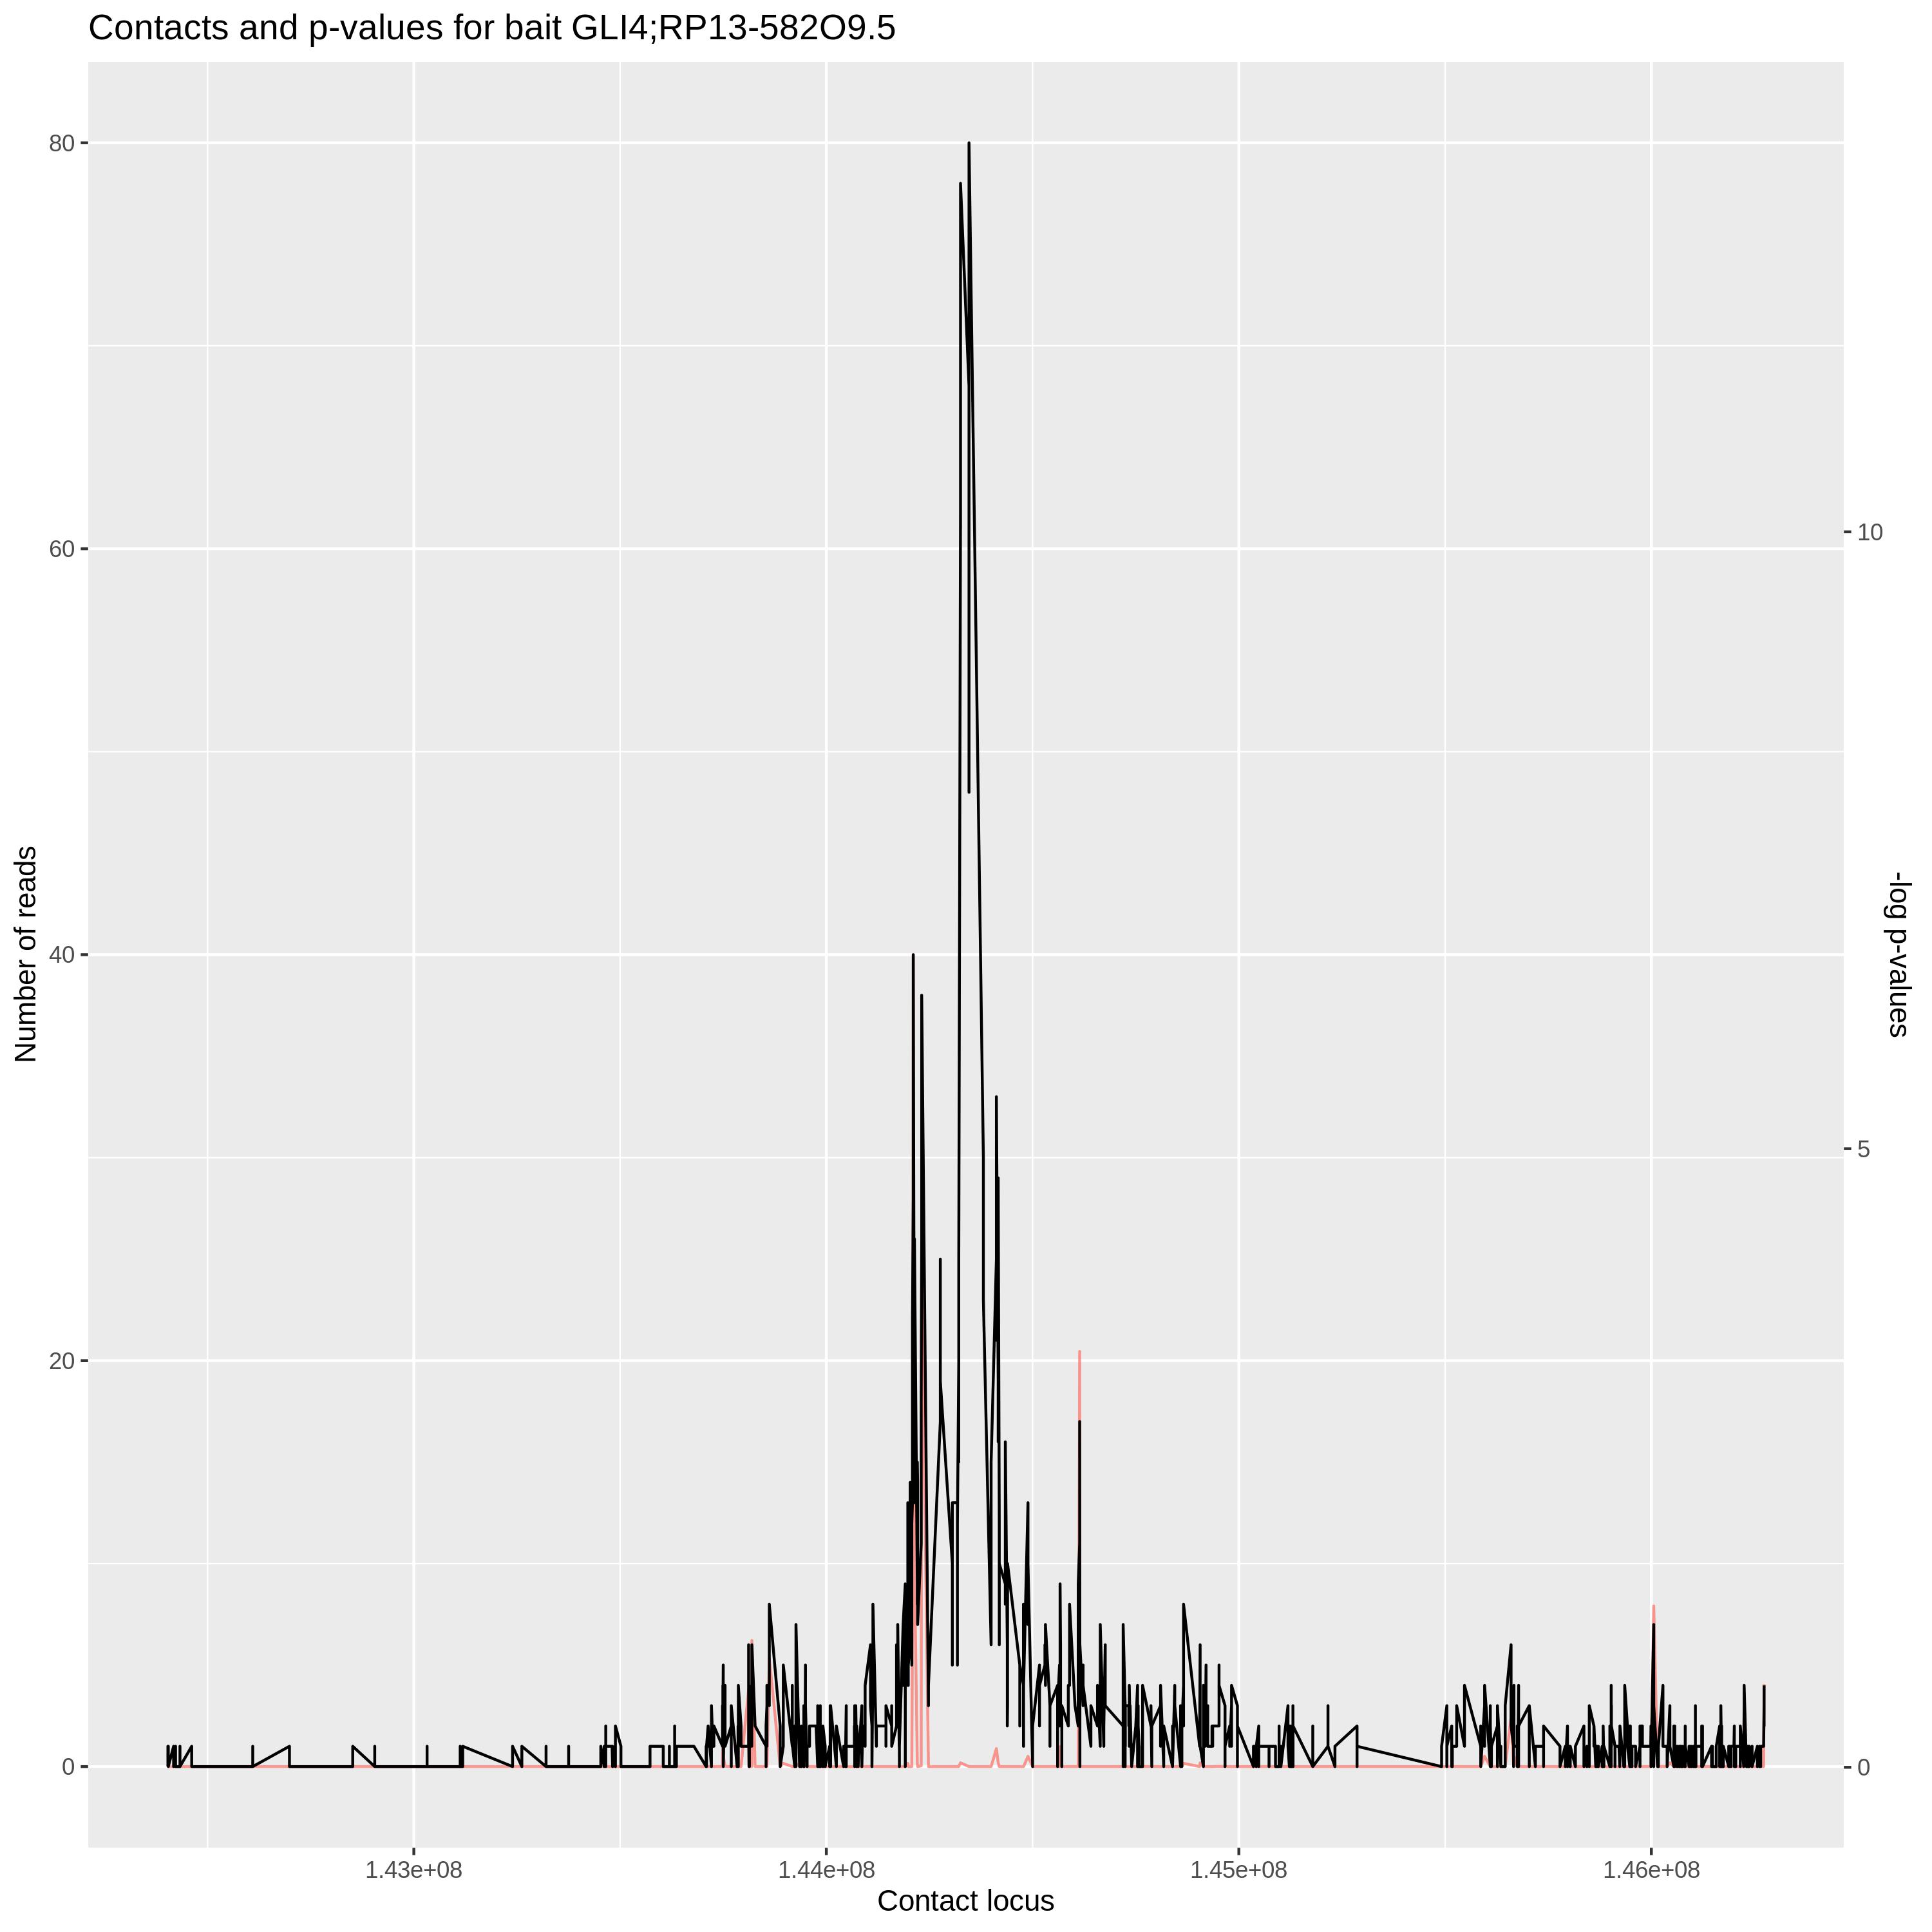 Contacts and p-values for bait GLI4;RP13-582O9.5
80
60
40
20
0
Number of reads
10
5
0
-log p-values
1.43e+08
1.44e+08
1.45e+08
1.46e+08
Contact locus